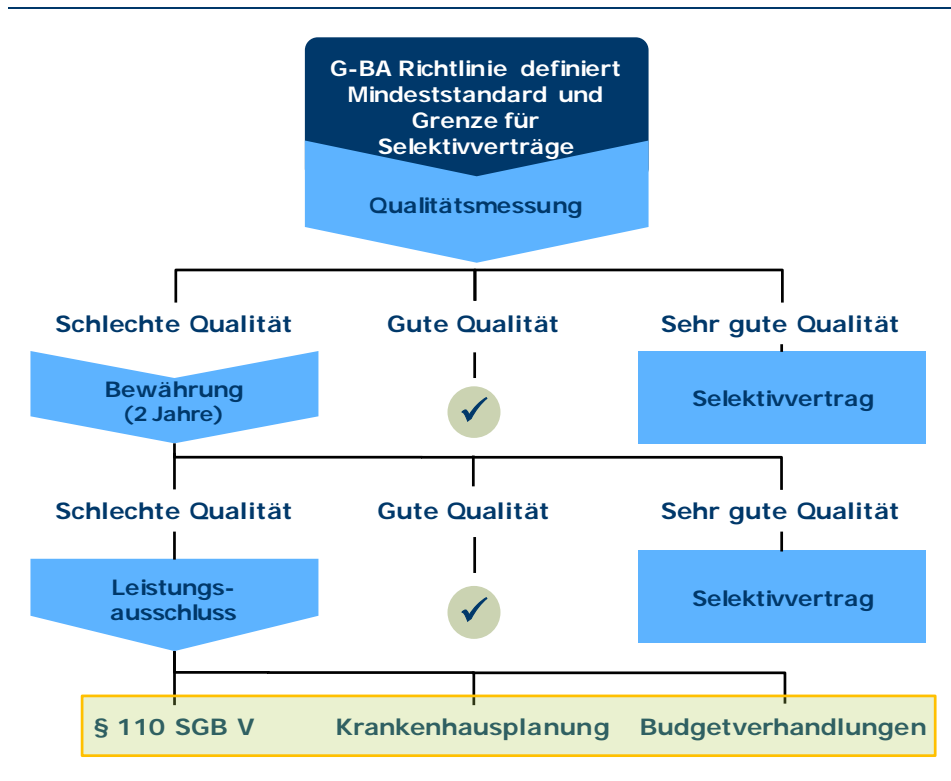 G-BA Richtlinie definiert
Mindeststandard und
Grenze für
Selektivverträge
Qualitätsmessung
Schlechte Qualität
Gute Qualität
Sehr gute Qualität
Bewährung
(2 Jahre)
Selektivvertrag
Schlechte Qualität
Gute Qualität
Sehr gute Qualität
Leistungs-
ausschluss
Selektivvertrag
§ 110 SGB V
Krankenhausplanung
Budgetverhandlungen